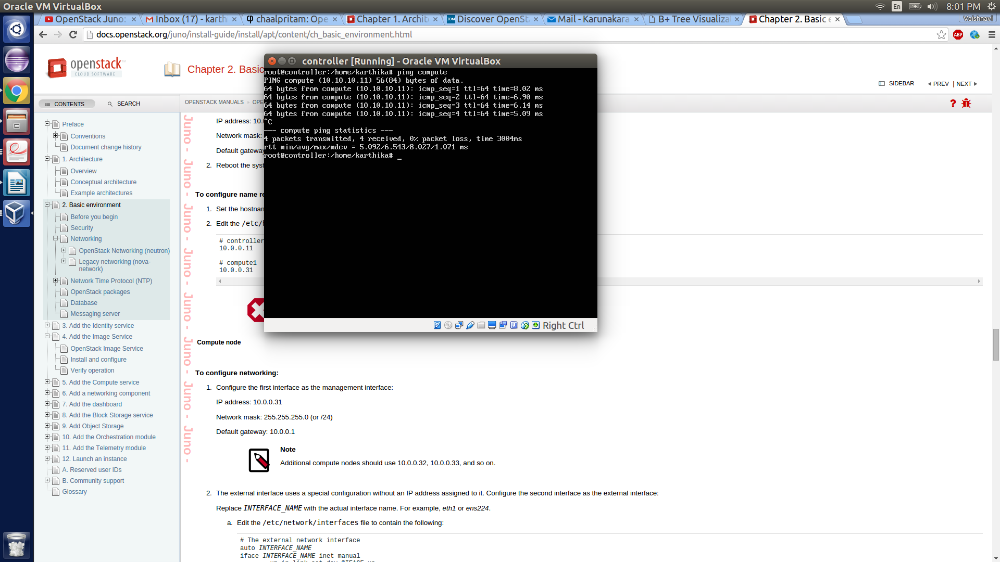 Oracle VM VirtualBox
En
8:01 PM
OpenStack Juno:
Inbox (17) - karth
chaalpritam: Ope
Chapter 1. Archit
Discover OpenSt
Mail - Karunakara
B+ Tree Visualiza
Chapter 2. Basic e
Vaishnavi
docs.openstack.org/juno/install-guide/install/apt/content/ch_basic_environment.html
ABP
openstack
CLOUD SOFTWARE
Chapter 2. Basic
SIDEBAR
PREV | NEXT
CONTENTS
SEARCH
OPENSTACK MANUALS
OPE
Preface
Conventions
Document change history
1. Architecture
Overview
Conceptual architecture
Example architectures
2. Basic environment
Before you begin
Security
Networking
OpenStack Networking (neutron)
Legacy networking (nova-
network)
Network Time Protocol (NTP)
OpenStack packages
Database
Messaging server
3. Add the Identity service
4. Add the Image Service
OpenStack Image Service
Install and configure
Verify operation
5. Add the Compute service
6. Add a networking component
7. Add the dashboard
8. Add the Block Storage service
9. Add Object Storage
10. Add the Orchestration module
11. Add the Telemetry module
12. Launch an instance
A. Reserved user IDs
B. Community support
Glossary
Juno - Juno - Juno - Juno - Juno - Juno - Juno - Juno -
IP address: 10.
Network mask:
Default gateway
2. Reboot the syst
To configure name re
1. Set the hostnam
2. Edit the /etc/h
# controller
10.0.0.11
# compute1
10.0.0.31
controller [Running] - Oracle VM VirtualBox
root@controller:/home/karthika# ping compute
PING compute (10.10.10.11) 56(84) bytes of data.
64 bytes from compute (10.10.10.11): icmp_seq=1 ttl=64 time=8.02 ms
64 bytes from compute (10.10.10.11): icmp_seq=2 ttl=64 time=6.90 ms
64 bytes from compute (10.10.10.11): icmp_seq=3 ttl=64 time=6.14 ms
64 bytes from compute (10.10.10.11): icmp_seq=4 ttl=64 time=5.09 ms
^C
--- compute ping statistics ---
4 packets transmitted, 4 received, 0% packet loss, time 3004ms
rtt min/avg/max/mdev = 5.092/6.543/8.027/1.071 ms
root@controller:/home/karthika# _
Right Ctrl
Compute node
To configure networking:
1. Configure the first interface as the management interface:
IP address: 10.0.0.31
Network mask: 255.255.255.0 (or /24)
Default gateway: 10.0.0.1
Note
Additional compute nodes should use 10.0.0.32, 10.0.0.33, and so on.
2. The external interface uses a special configuration without an IP address assigned to it. Configure the second interface as the external interface:
Replace INTERFACE_NAME with the actual interface name. For example, eth1 or ens224.
a. Edit the /etc/network/interfaces file to contain the following:
# The external network interface
auto INTERFACE_NAME
iface INTERFACE_NAME inet manual